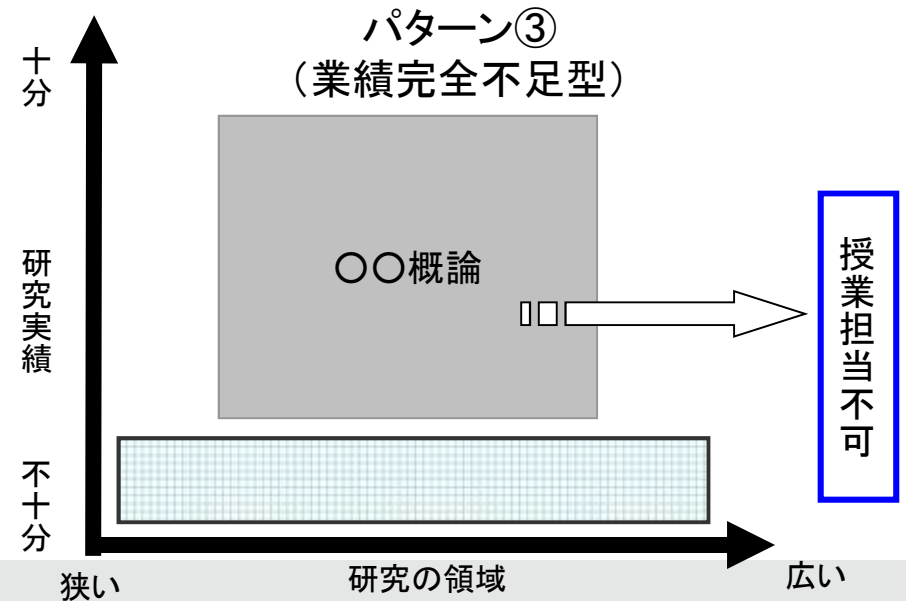 パターン③
（業績完全不足型）
十分
研究実績
不十分
〇〇概論
授業担当不可
狭い
研究の領域
広い